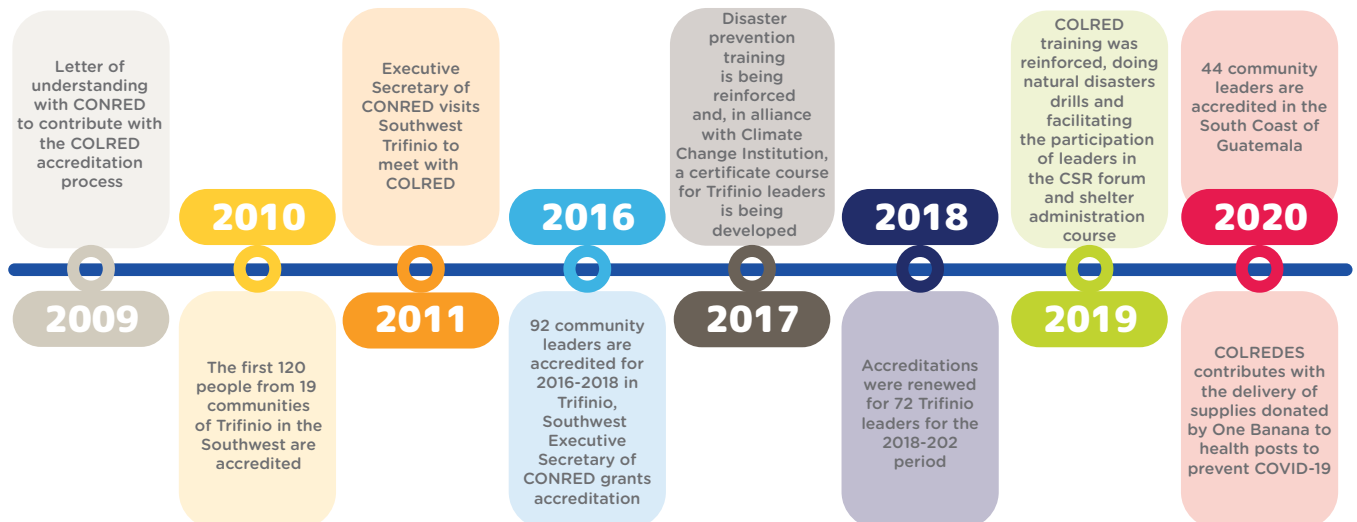 Letter of
understanding
with CONRED
to contribute with
the COLRED
accreditation
process
2009
2010
The first 120
people from 19
communities
of Trifinio in the
Southwest are
accredited
Executive
Secretary of
CONRED visits
Southwest
Trifinio to
meet with
COLRED
2011
2016
92 community
leaders are
accredited for
2016-2018 in
Trifinio,
Southwest
Executive
Secretary of
CONRED grants
accreditation
Disaster
prevention
training
is being
reinforced
and, in alliance
with Climate
Change Institution,
a certificate course
for Trifinio leaders
is being
developed
2017
2018
Accreditations
were renewed
for 72 Trifinio
leaders for the
2018-202
period
COLRED
training was
reinforced, doing
natural disasters
drills and
facilitating
the participation
of leaders in
the CSR forum
and shelter
administration
course
2019
44 community
leaders are
accredited in the
South Coast of
Guatemala
2020
COLREDES
contributes with
the delivery of
supplies donated
by One Banana to
health posts to
prevent COVID-19